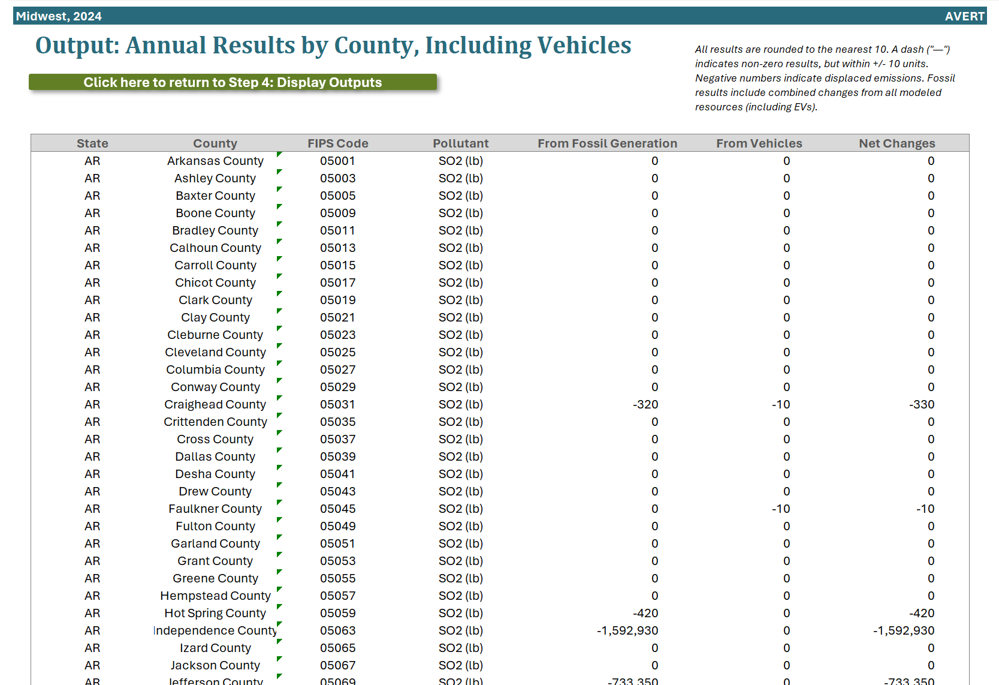 Midwest, 2024 AVERT
Output: Annual Results by County, Including Vehicles
All results are rounded to the nearest 10. A dash ("—")
indicates non-zero results, but within +/- 10 units.
Negative numbers indicate displaced emissions. Fossil
results include combined changes from all modeled
resources (including EVs).
Click here to return to Step 4: Display Outputs
State County FIPS Code Pollutant From Fossil Generation From Vehicles Net Changes
AR Arkansas County 05001 SO2 (lb) 0 0 0
AR Ashley County 05003 SO2 (lb) 0 0 0
AR Baxter County 05005 SO2 (lb) 0 0 0
AR Boone County 05009 SO2 (lb) 0 0 0
AR Bradley County 05011 SO2 (lb) 0 0 0
AR Calhoun County 05013 SO2 (lb) 0 0 0
AR Carroll County 05015 SO2 (lb) 0 0 0
AR Chicot County 05017 SO2 (lb) 0 0 0
AR Clark County 05019 SO2 (lb) 0 0 0
AR Clay County 05021 SO2 (lb) 0 0 0
AR Cleburne County 05023 SO2 (lb) 0 0 0
AR Cleveland County 05025 SO2 (lb) 0 0 0
AR Columbia County 05027 SO2 (lb) 0 0 0
AR Conway County 05029 SO2 (lb) 0 0 0
AR Craighead County 05031 SO2 (lb) -320 -10 -330
AR Crittenden County 05035 SO2 (lb) 0 0 0
AR Cross County 05037 SO2 (lb) 0 0 0
AR Dallas County 05039 SO2 (lb) 0 0 0
AR Desha County 05041 SO2 (lb) 0 0 0
AR Drew County 05043 SO2 (lb) 0 0 0
AR Faulkner County 05045 SO2 (lb) 0 -10 -10
AR Fulton County 05049 SO2 (lb) 0 0 0
AR Garland County 05051 SO2 (lb) 0 0 0
AR Grant County 05053 SO2 (lb) 0 0 0
AR Greene County 05055 SO2 (lb) 0 0 0
AR Hempstead County 05057 SO2 (lb) 0 0 0
AR Hot Spring County 05059 SO2 (lb) -420 0 -420
AR Independence County 05063 SO2 (lb) -1,592,930 0 -1,592,930
AR Izard County 05065 SO2 (lb) 0 0 0
AR Jackson County 05067 SO2 (lb) 0 0 0
AR Jefferson County 05069 SO2 (lb) -733,350 0 -733,350